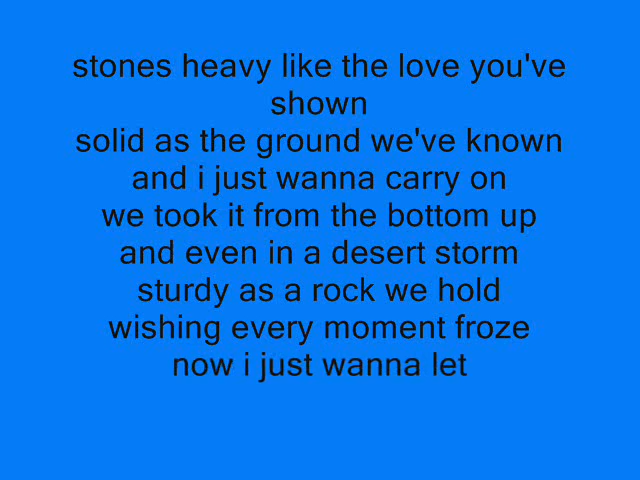 stones heavy like the love you've
shown
solid as the ground we've known
and i just wanna carry on
we took it from the bottom up
and even in a desert storm
sturdy as a rock we hold
wishing every moment froze
now i just wanna let